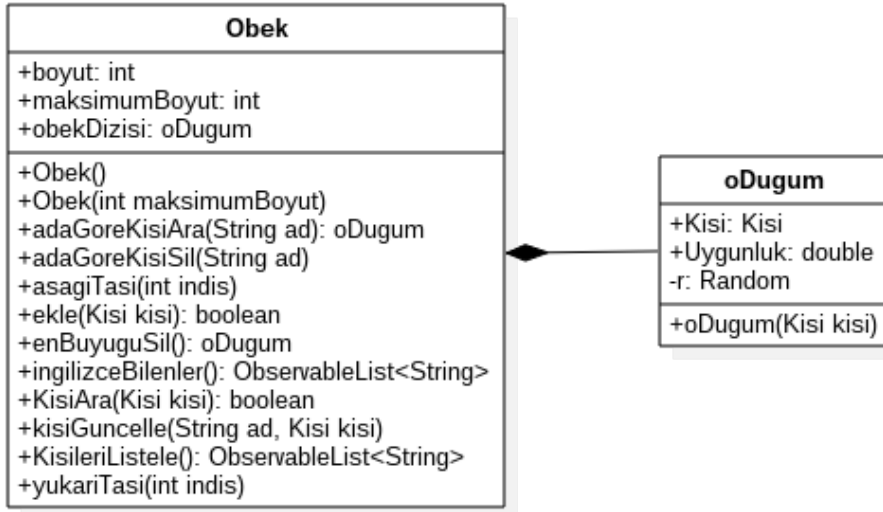 Obek
+boyut: int
+maksimumBoyut: int
+obekDizisi: oDugum
+Obek()
+Obek(int maksimumBoyut)
+adaGoreKisiAra(String ad): oDugum
+adaGoreKisiSil(String ad)
+asagiTasi(int indis)
+ekle(Kisi kisi): boolean
+enBuyuguSil(): oDugum
+ingilizceBilenler(): ObservableList<String>
+KisiAra(Kisi kisi): boolean
+kisiGuncelle(String ad, Kisi kisi)
+KisileriListele(): ObservableList<String>
+yukariTasi(int indis)
oDugum
+Kisi: Kisi
+Uygunluk: double
-r: Random
+oDugum(Kisi kisi)